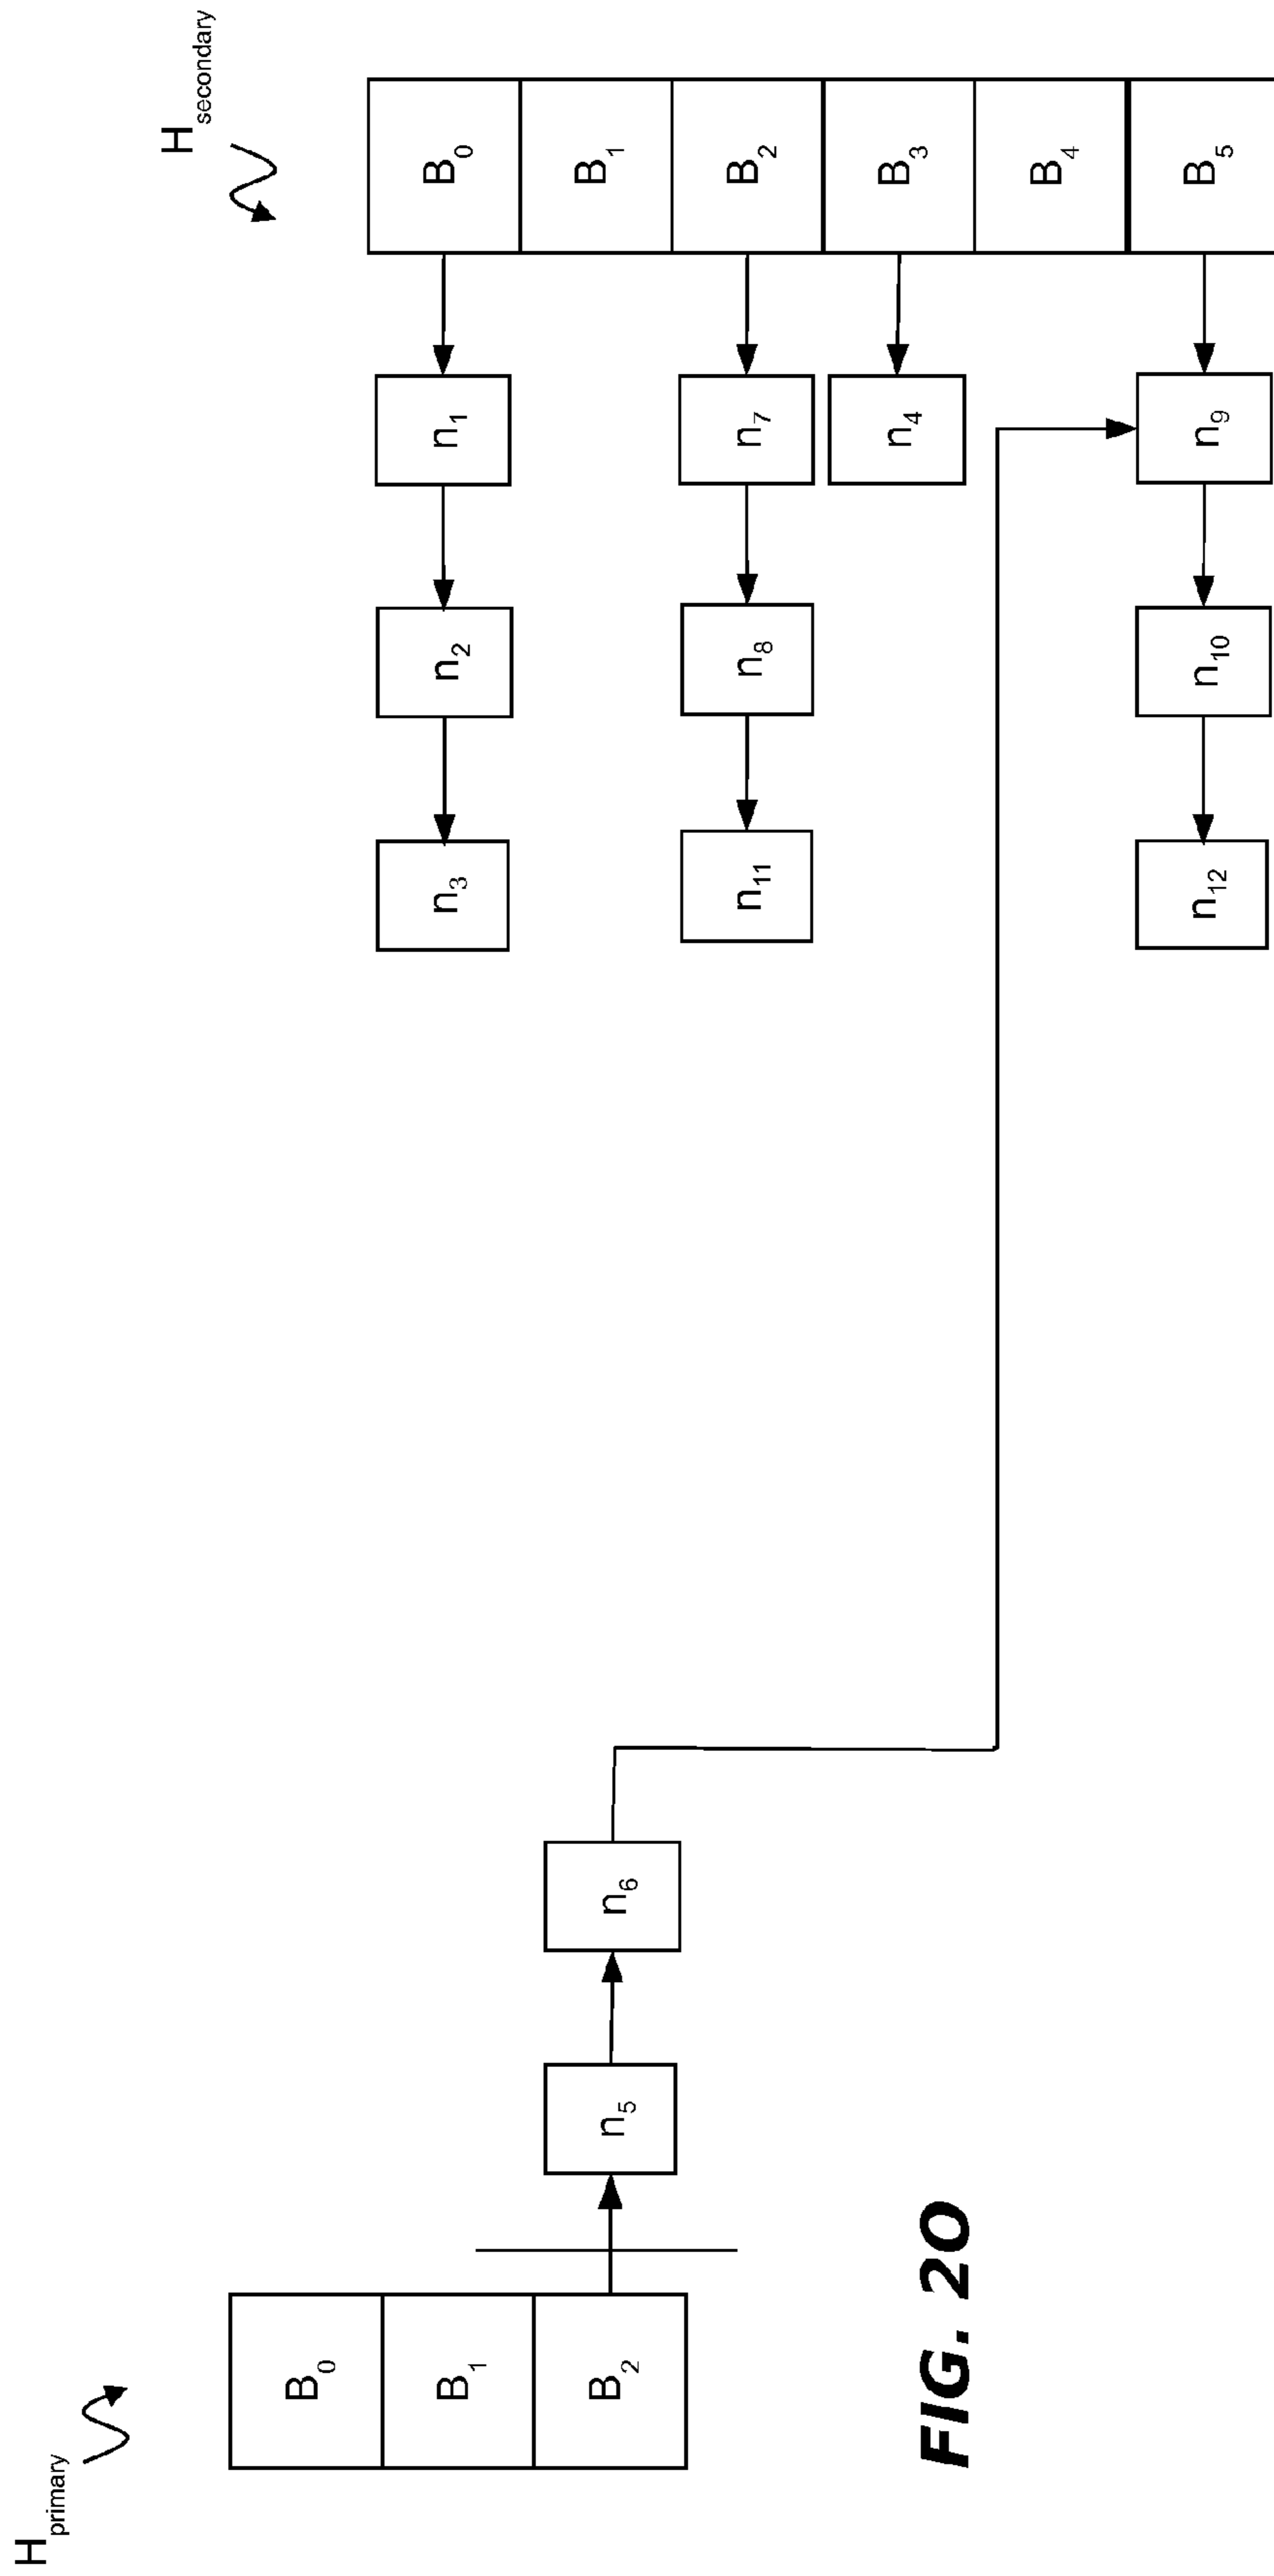 H_primary
B_0
B_1
B_2
n_5
n_6
H_secondary
B_0
B_1
B_2
B_3
B_4
B_5
n_1
n_2
n_3
n_7
n_8
n_11
n_4
n_9
n_10
n_12
FIG. 2O